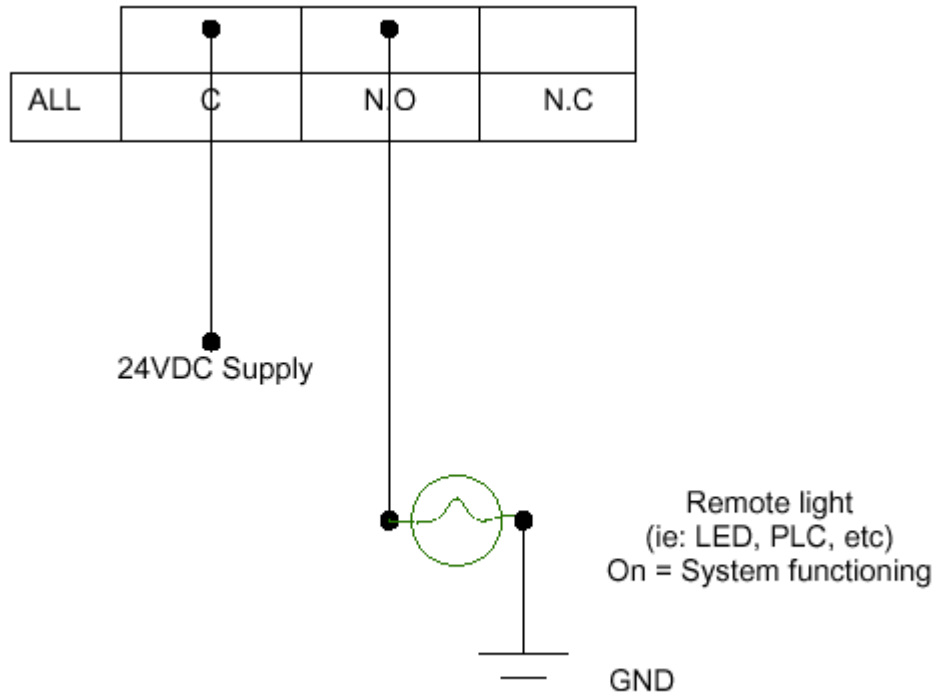 ALL C N.O N.C
24VDC Supply
Remote light
(ie: LED, PLC, etc)
On = System functioning
GND